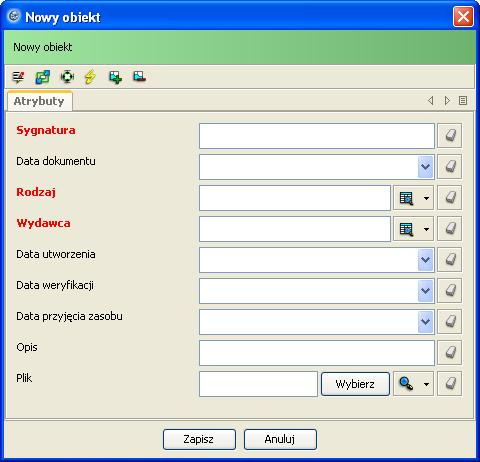 Nowy obiekt
Nowy obiekt
Atrybuty
Sygnatura
Data dokumentu
Rodzaj
Wydawca
Data utworzenia
Data weryfikacji
Data przyjęcia zasobu
Opis
Plik Wybierz
Zapisz Anuluj